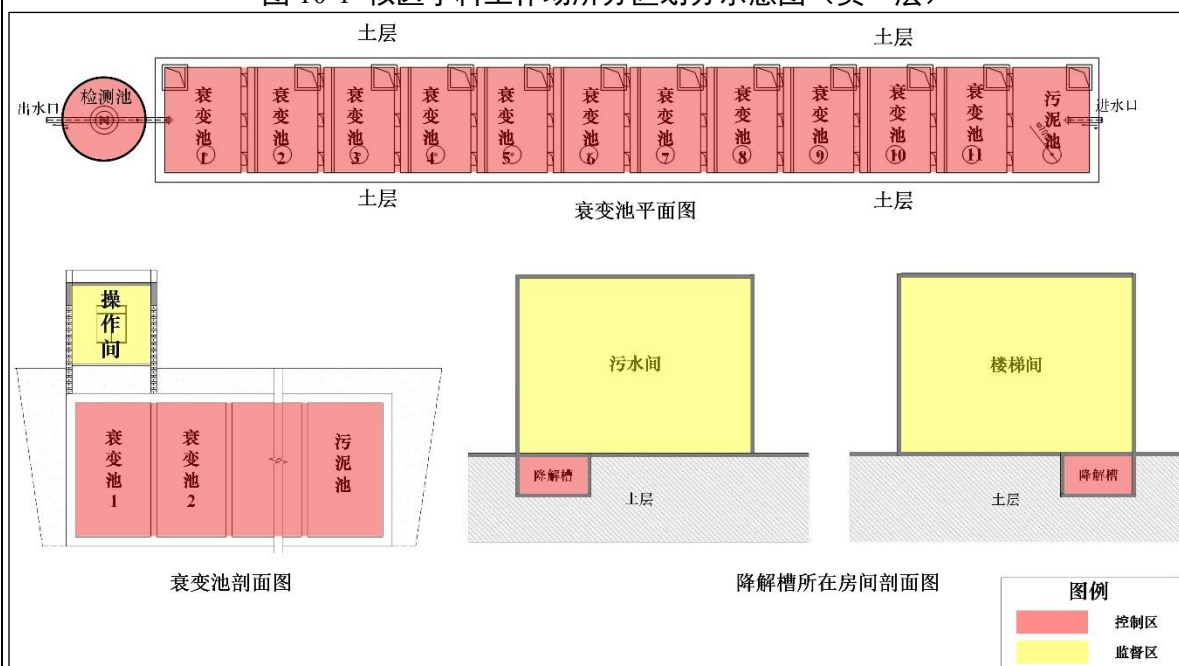 土层
土层
检测池
出水口
进水口
衰变池1
衰变池2
衰变池3
衰变池4
衰变池5
衰变池6
衰变池7
衰变池8
衰变池9
衰变池10
衰变池11
污泥池
土层
土层
衰变池平面图
操作间
衰变池1
衰变池2
污泥池
衰变池剖面图
污水间
降解槽
土层
楼梯间
降解槽
土层
降解槽所在房间剖面图
图例
控制区
监督区